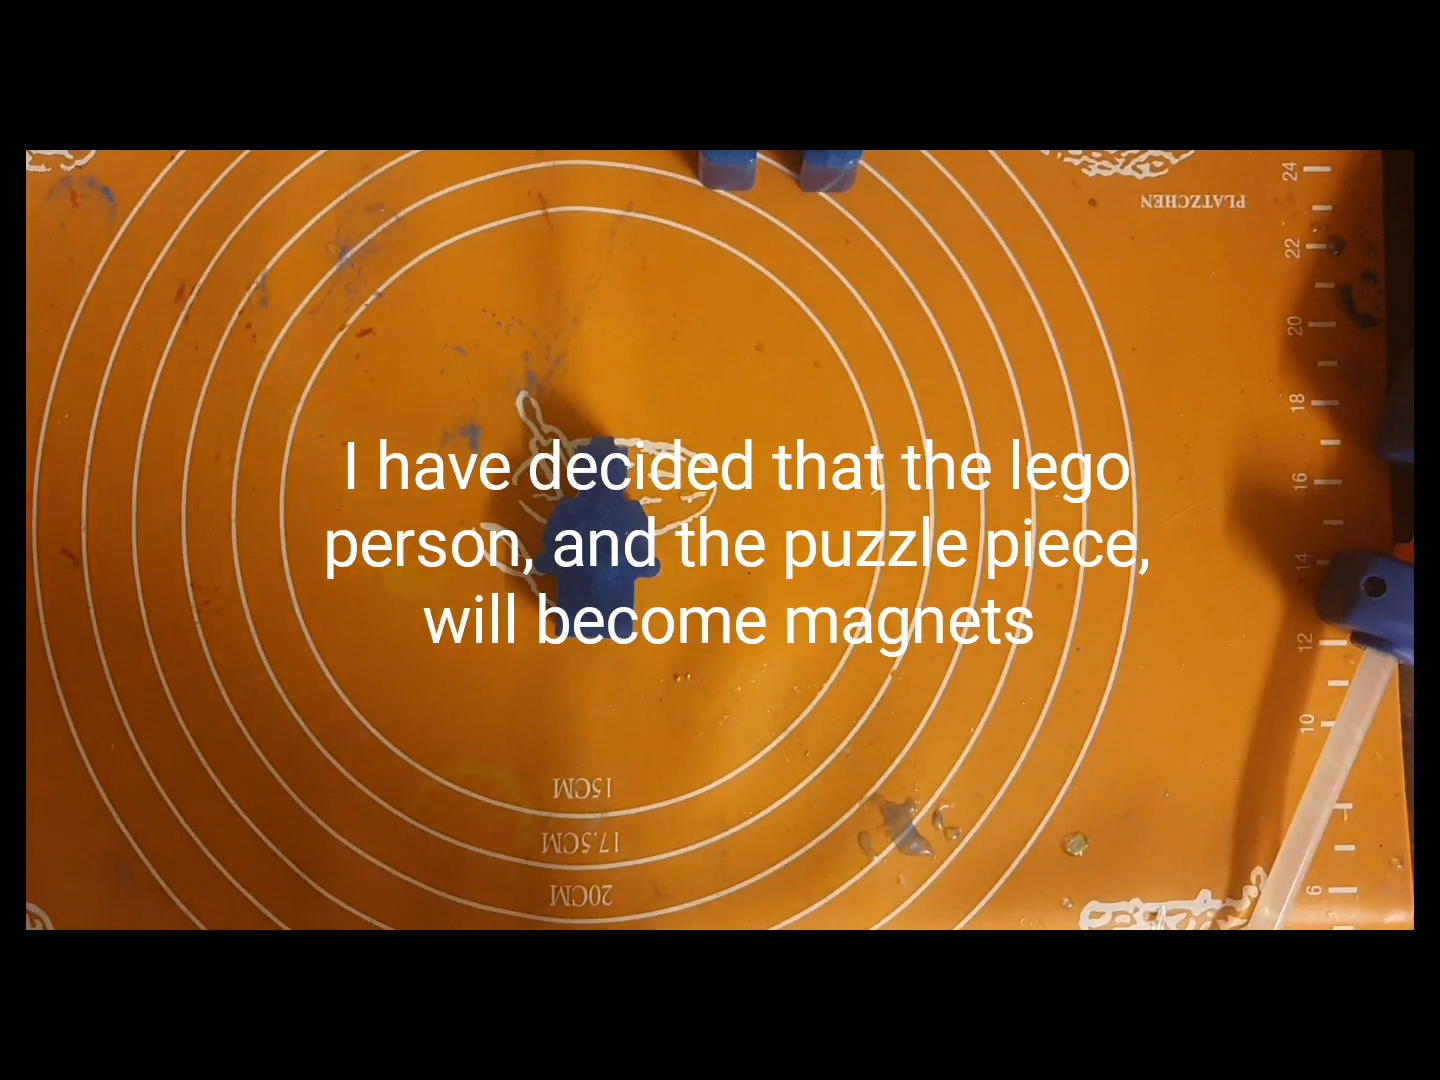 24
PLATZCHEN
22
20
18
I have decided that the lego
16
person, and the puzzle piece,
14
will become magnets
12
10
15CM
17.5CM
20CM
6